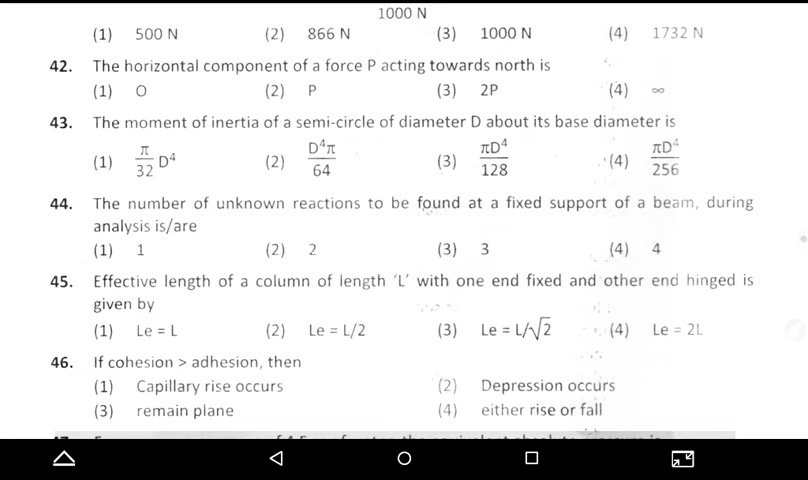 1000 N
(1) 500 N (2) 866 N (3) 1000 N (4) 1732 N
42. The horizontal component of a force P acting towards north is
(1) O (2) P (3) 2P (4) ∞
43. The moment of inertia of a semi-circle of diameter D about its base diameter is
(1) π/32 D⁴ (2) D⁴π/64 (3) πD⁴/128 (4) πD⁴/256
44. The number of unknown reactions to be found at a fixed support of a beam, during
analysis is/are
(1) 1 (2) 2 (3) 3 (4) 4
45. Effective length of a column of length 'L' with one end fixed and other end hinged is
given by
(1) Le = L (2) Le = L/2 (3) Le = L/√2 (4) Le = 2L
46. If cohesion > adhesion, then
(1) Capillary rise occurs (2) Depression occurs
(3) remain plane (4) either rise or fall